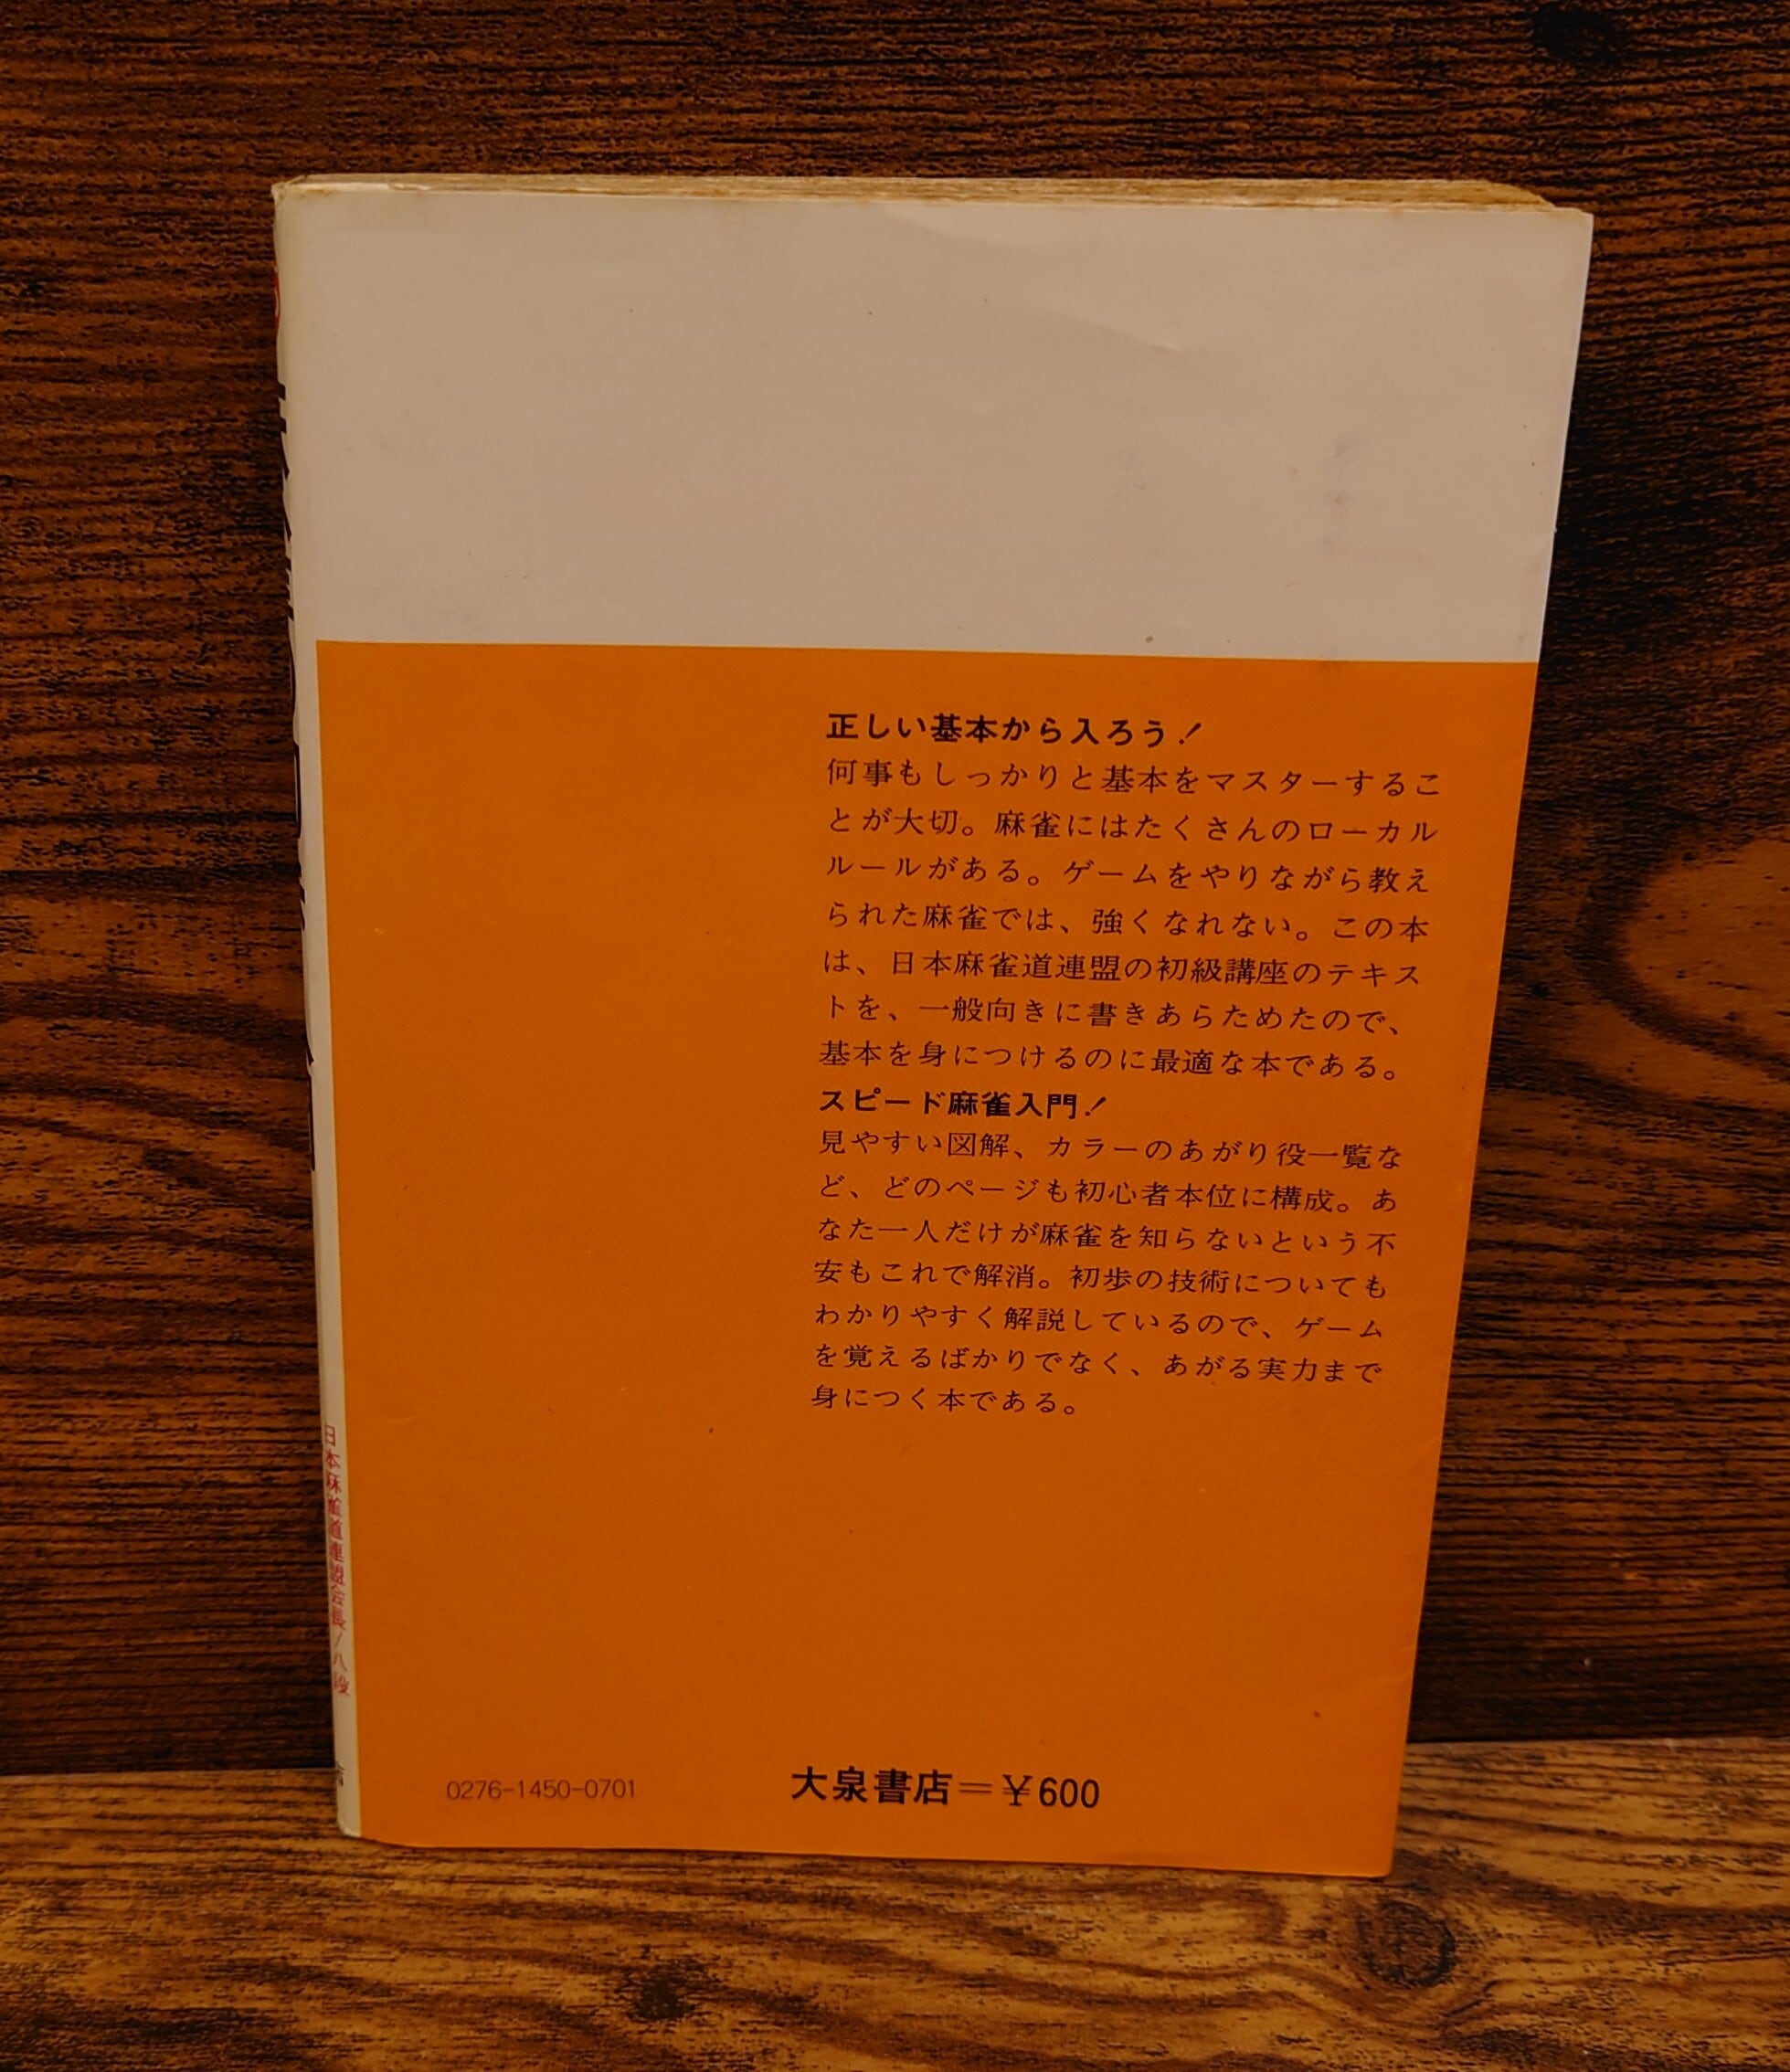 正しい基本から入ろう！
何事もしっかりと基本をマスターするこ
とが大切。麻雀にはたくさんのローカル
ルールがある。ゲームをやりながら教え
られた麻雀では、強くなれない。この本
は、日本麻雀道連盟の初級講座のテキス
トを、一般向きに書きあらためたので、
基本を身につけるのに最適な本である。
スピード麻雀入門！
見やすい図解、カラーのあがり役一覧な
ど、どのページも初心者本位に構成。あ
なた一人だけが麻雀を知らないという不
安もこれで解消。初歩の技術についても
わかりやすく解説しているので、ゲーム
を覚えるばかりでなく、あがる実力まで
身につく本である。
日本麻雀道連盟会長/八段
0276-1450-0701
大泉書店=￥600